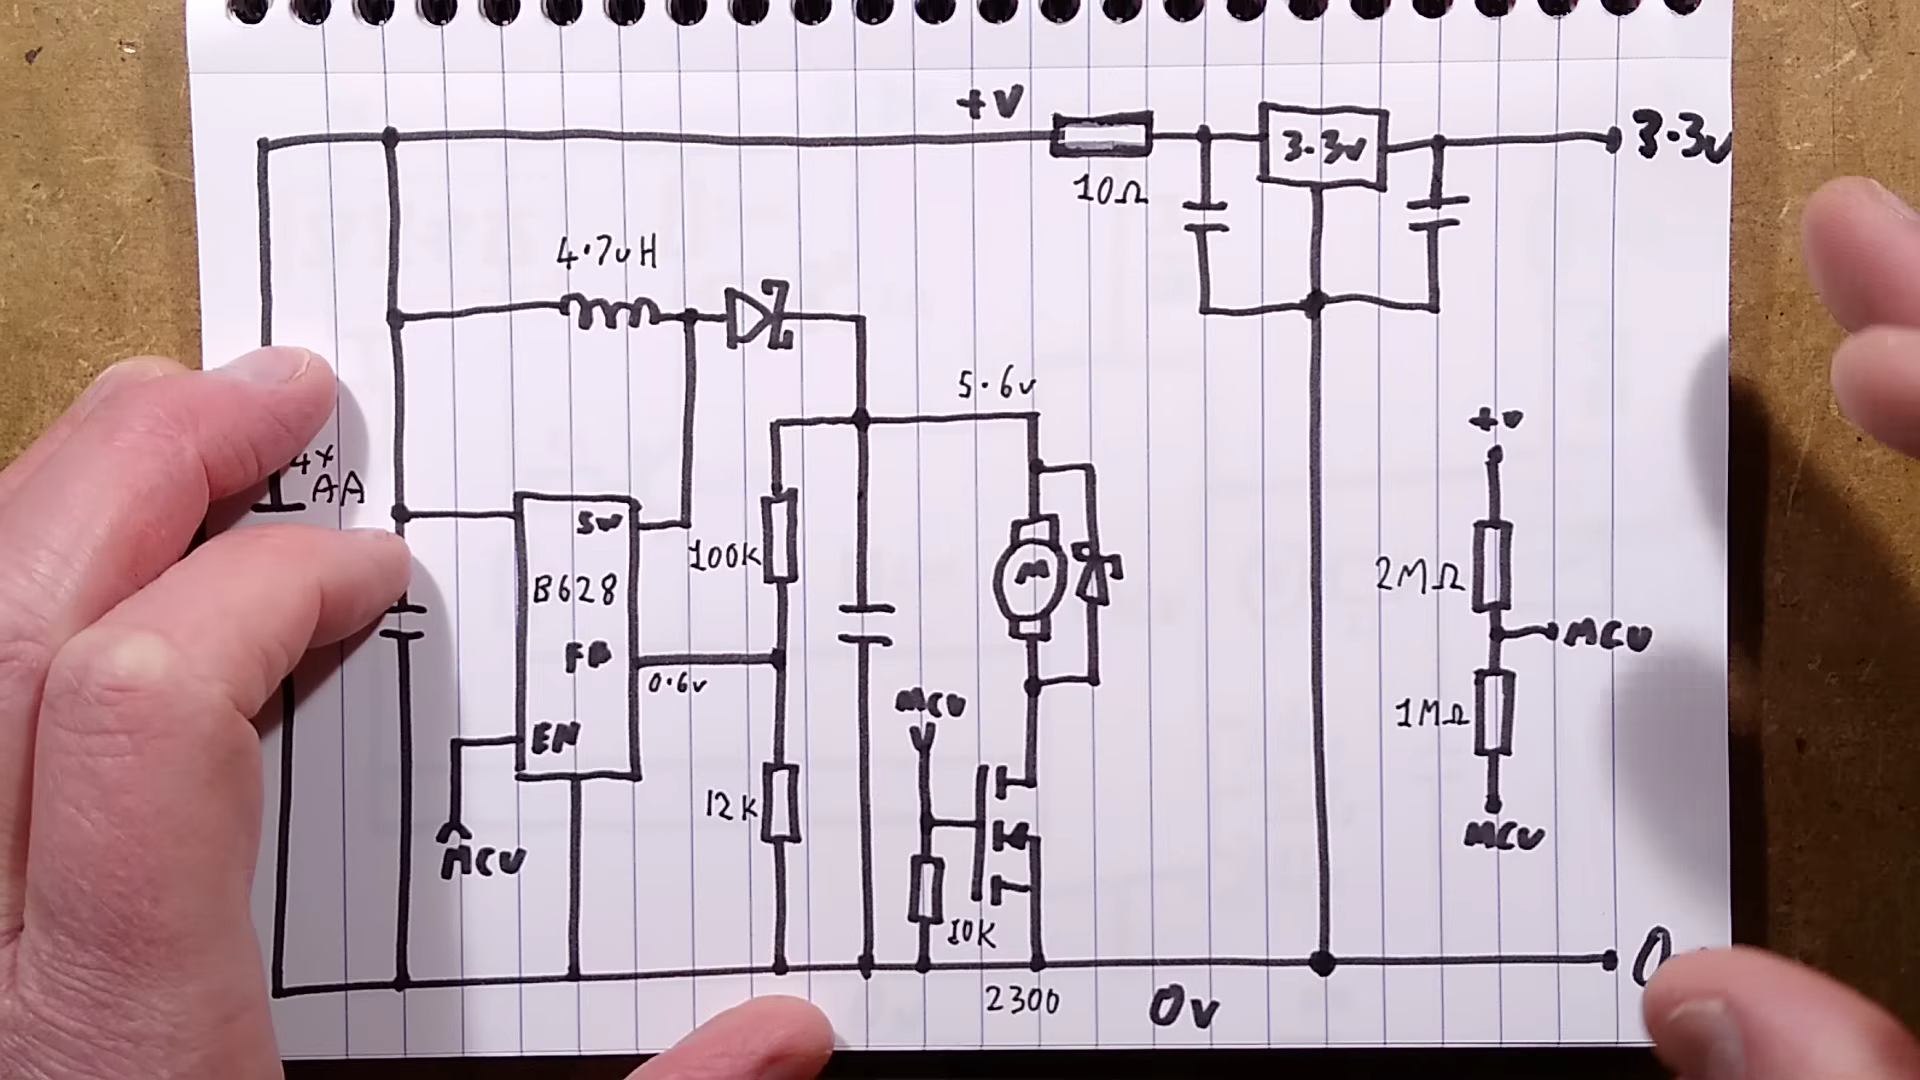 +V
3.3v
3.3v
10Ω
4.7uH
5.6v
+v
4x
AA
SW
100K
B628
M
2MΩ
MCU
FB
0.6v
MCU
1MΩ
EN
12K
MCU
MCU
10K
2300
0v